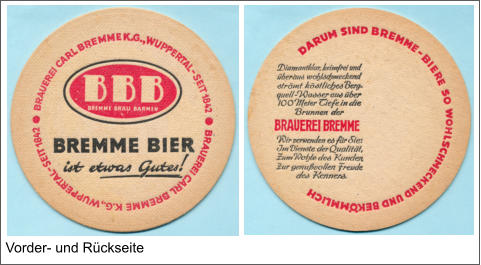 BRAUEREI CARL BREMME K.G., WUPPERTAL - SEIT 1842 •
BRAUEREI CARL BREMME K.G., WUPPERTAL - SEIT 1842 •
BBB
BREMME BRÄU BARMEN
BREMME BIER
ist etwas Gutes!
DARUM SIND BREMME-BIERE SO WOHLSCHMECKEND UND BEKÖMMLICH
Diamantklar, keimfrei und
überaus wohlschmeckend
strömt köstliches Berg-
quell-Wasser aus über
100 Meter Tiefe in die
Brunnen der
BRAUEREI BREMME
Wir verwenden es für Sie:
Im Dienste der Qualität,
Zum Wohle des Kunden,
Zur genußvollen Freude
des Kenners.
Vorder- und Rückseite